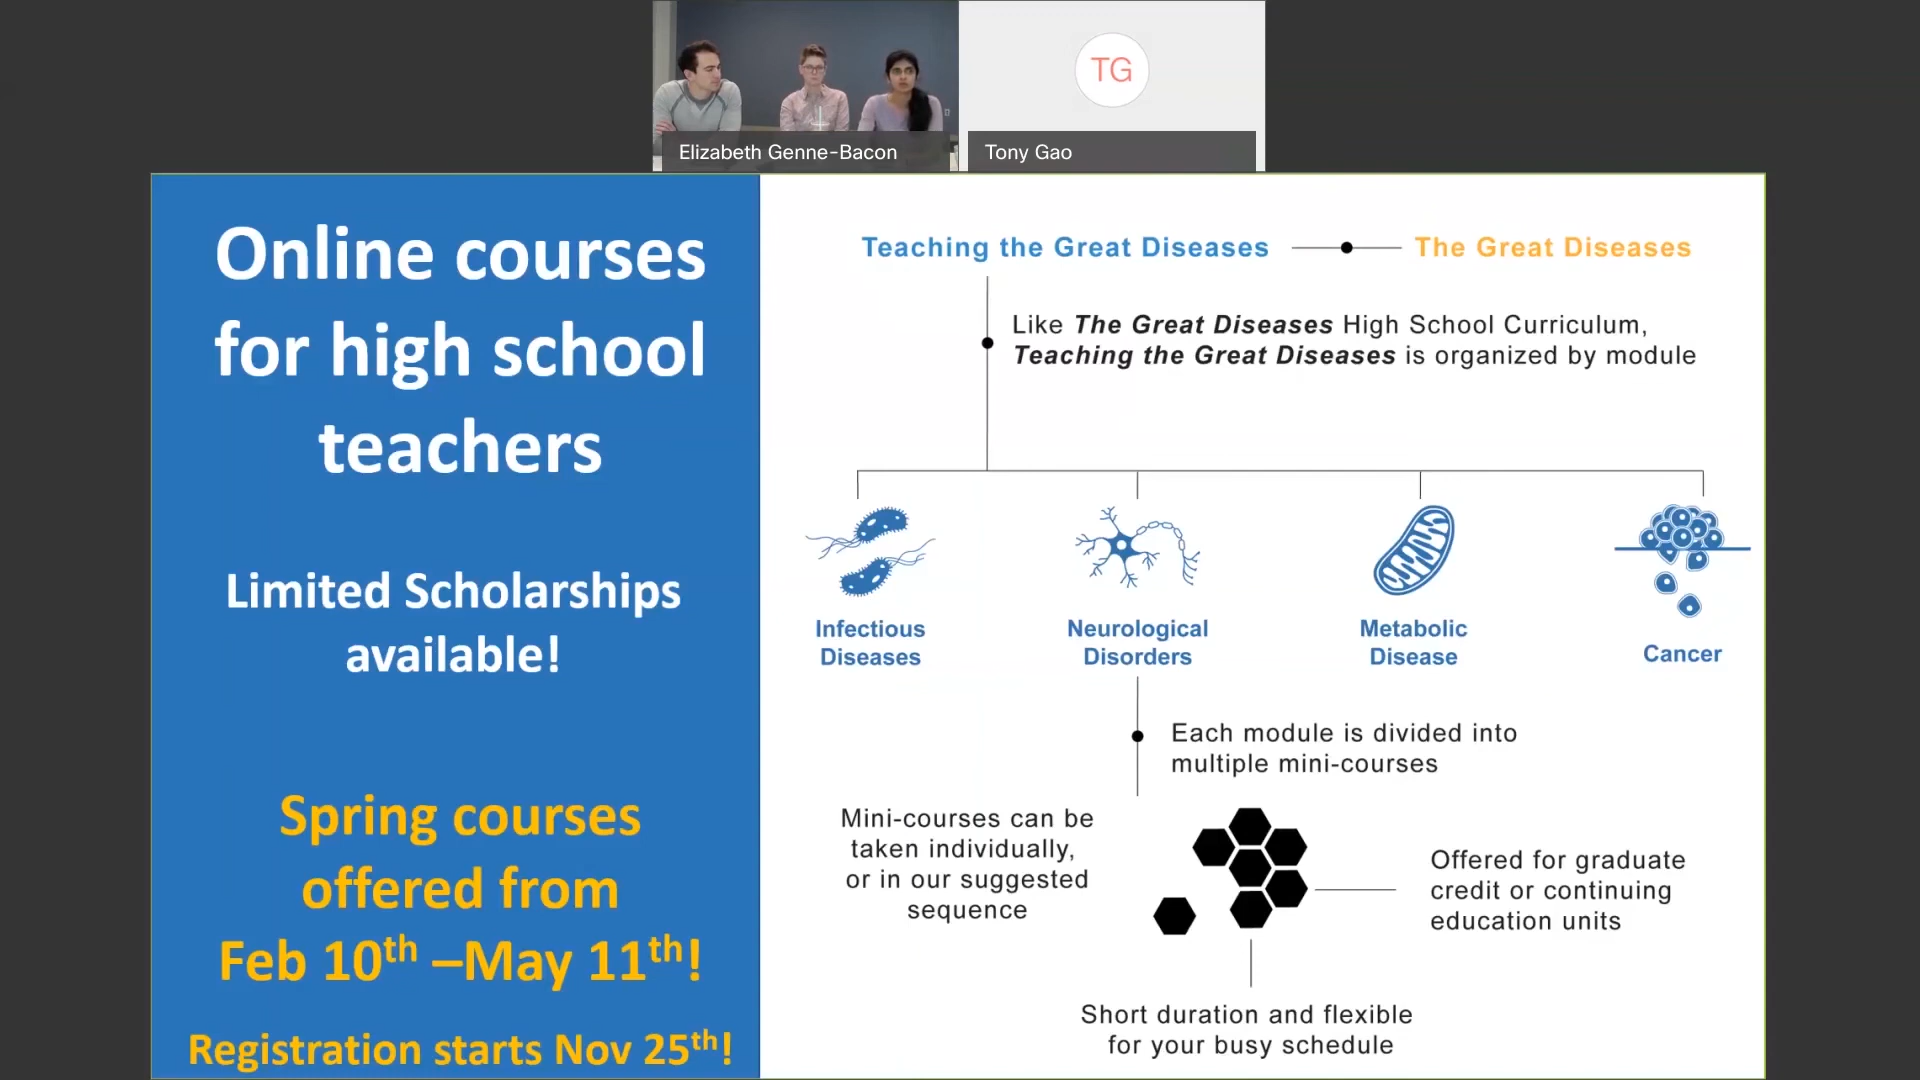 TG
Elizabeth Genne-Bacon
Tony Gao
Online courses
for high school
teachers
Limited Scholarships
available!
Spring courses
offered from
Feb 10th –May 11th!
Registration starts Nov 25th!
Teaching the Great Diseases
The Great Diseases
Like The Great Diseases High School Curriculum,
Teaching the Great Diseases is organized by module
Infectious
Diseases
Neurological
Disorders
Metabolic
Disease
Cancer
Each module is divided into
multiple mini-courses
Mini-courses can be
taken individually,
or in our suggested
sequence
Offered for graduate
credit or continuing
education units
Short duration and flexible
for your busy schedule